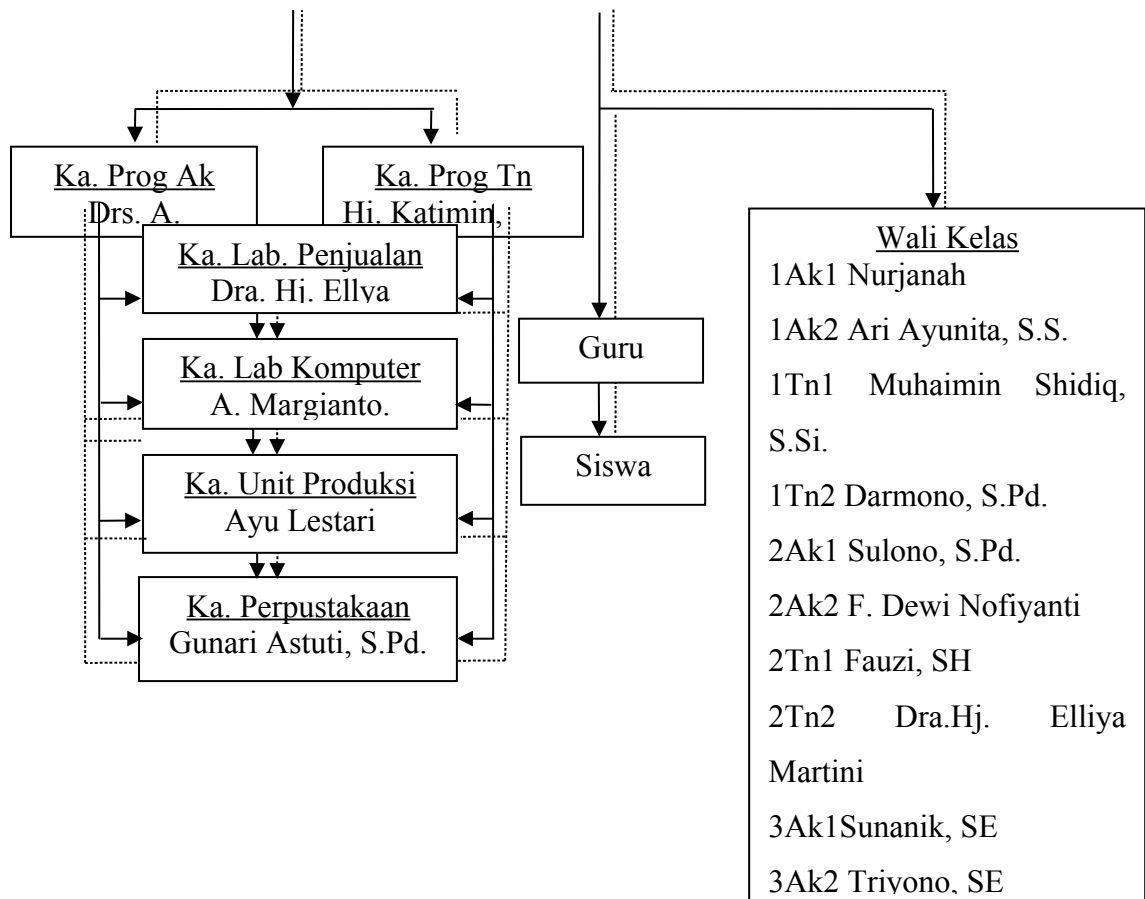 Ka. Prog Ak
Drs. A.
Ka. Prog Tn
Hi. Katimin,
Ka. Lab. Penjualan
Dra. Hj. Ellya
Ka. Lab Komputer
A. Margianto.
Ka. Unit Produksi
Ayu Lestari
Ka. Perpustakaan
Gunari Astuti, S.Pd.
Guru
Siswa
Wali Kelas
1Ak1 Nurjanah
1Ak2 Ari Ayunita, S.S.
1Tn1 Muhaimin Shidiq,
S.Si.
1Tn2 Darmono, S.Pd.
2Ak1 Sulono, S.Pd.
2Ak2 F. Dewi Nofiyanti
2Tn1 Fauzi, SH
2Tn2 Dra.Hj. Elliya
Martini
3Ak1Sunanik, SE
3Ak2 Triyono, SE